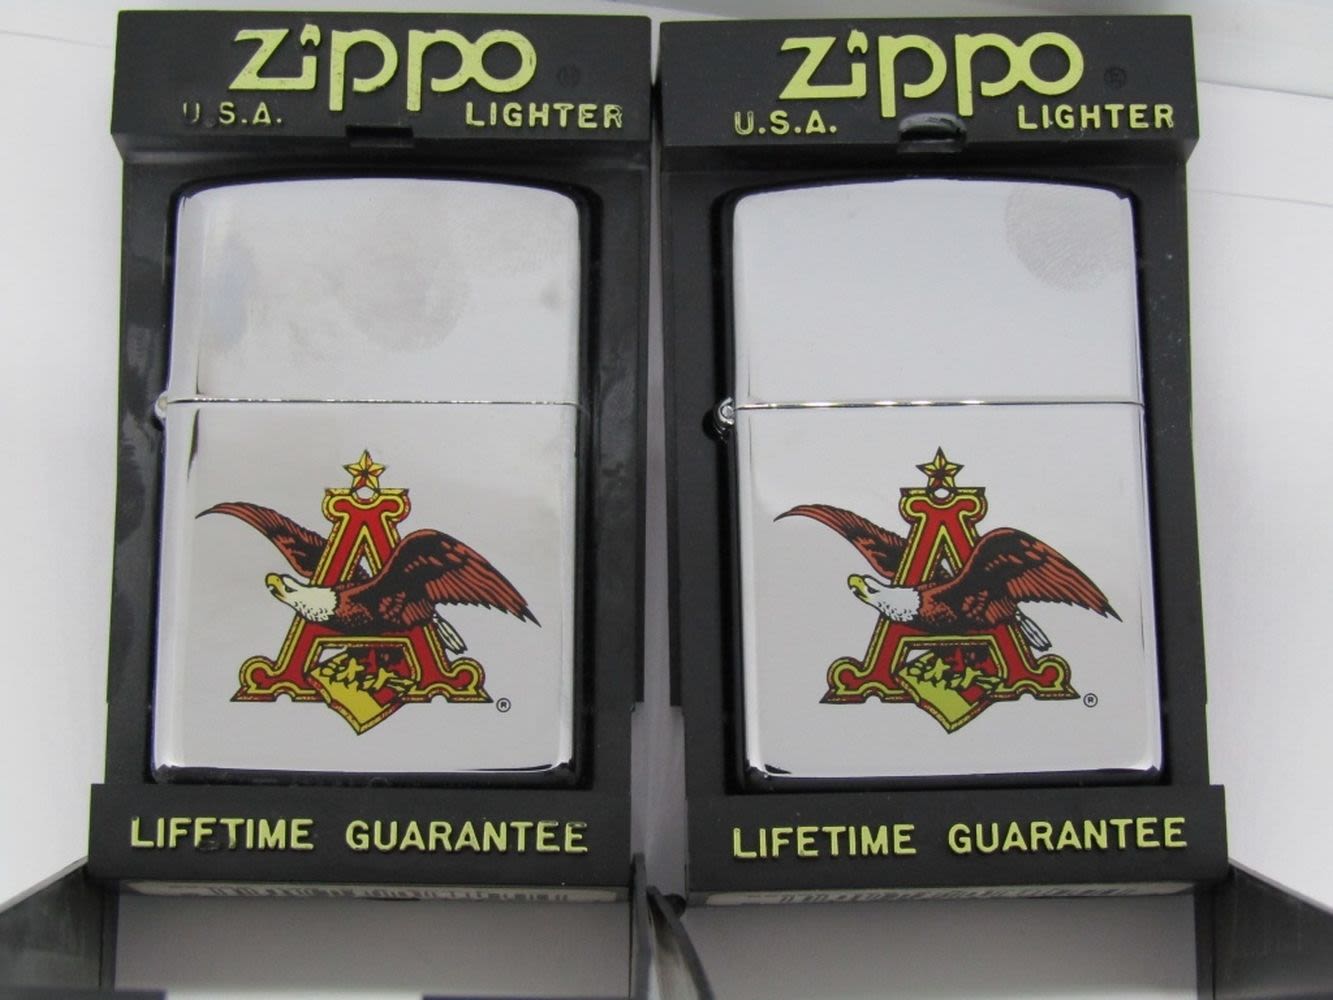 Zippo
U.S.A. LIGHTER
LIFETIME GUARANTEE
Zippo ®
U.S.A. LIGHTER
LIFETIME GUARANTEE
A ®
A ®